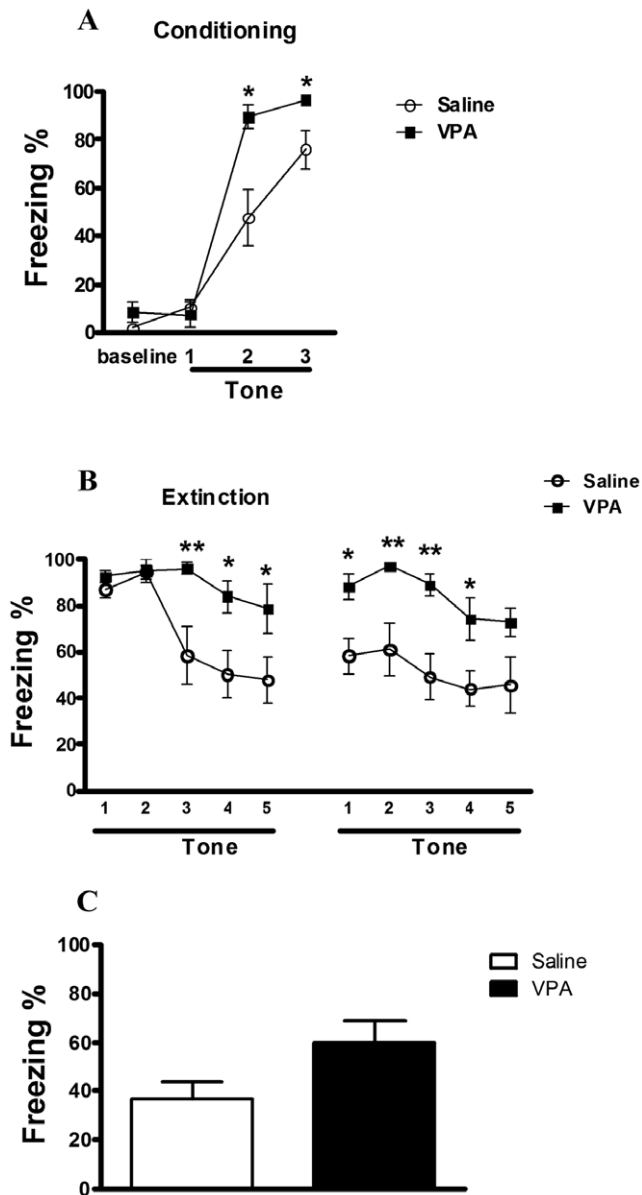 A
Conditioning
* *
100
80
60
40
20
0
Freezing %
Saline
VPA
baseline 1 2 3
Tone
B
Extinction
Saline
VPA
** * * * ** ** *
100
80
60
40
20
0
Freezing %
1 2 3 4 5 1 2 3 4 5
Tone Tone
C
100
80
60
40
20
0
Freezing %
Saline
VPA